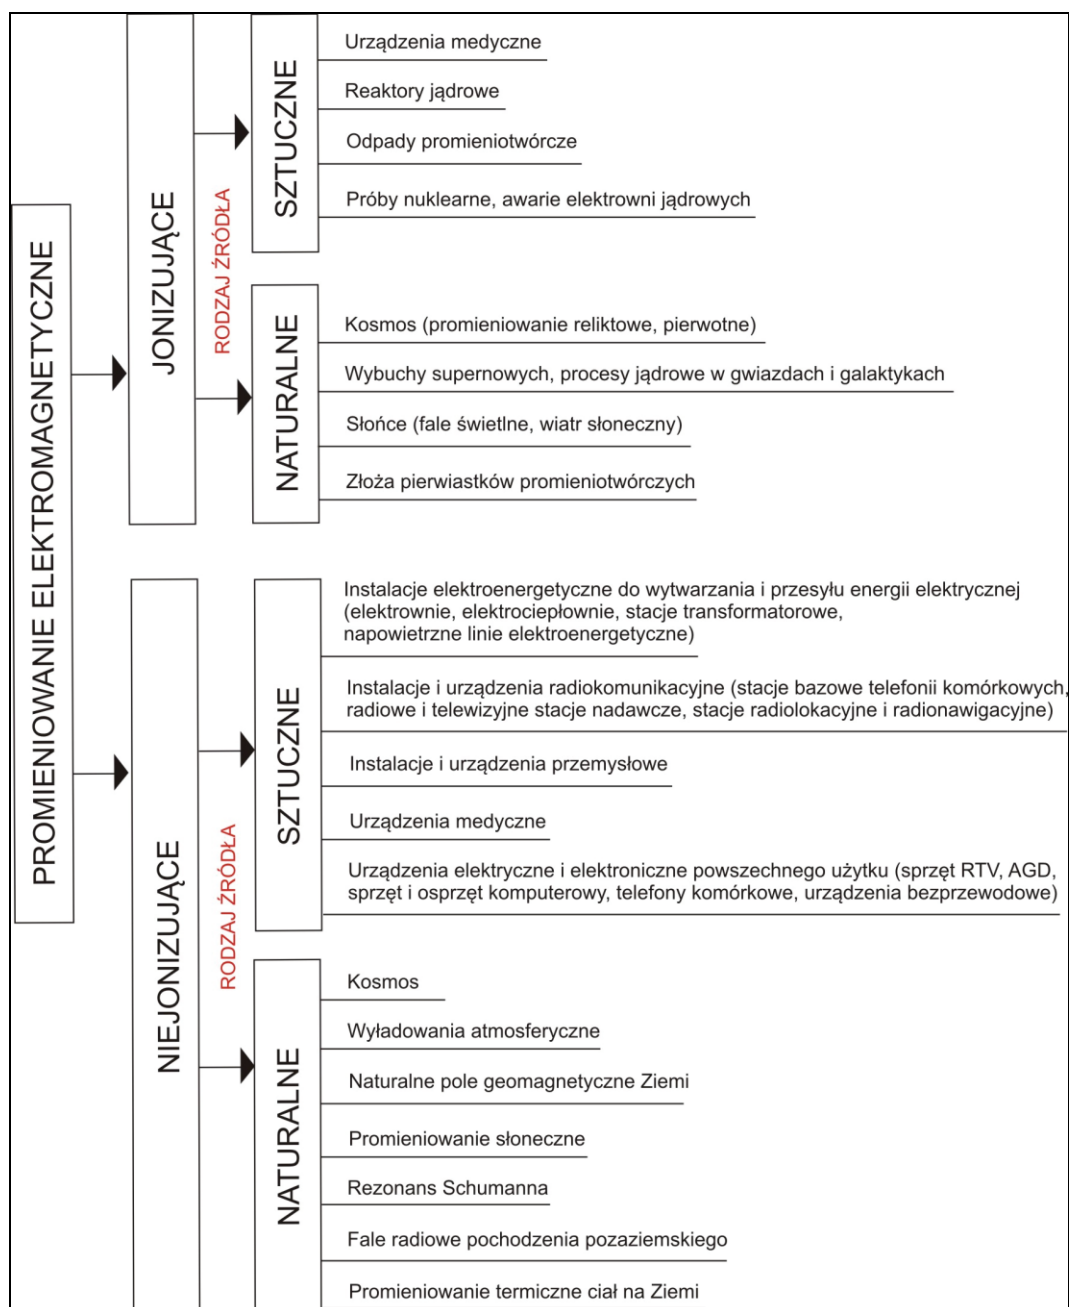 PROMIENIOWANIE ELEKTROMAGNETYCZNE
JONIZUJĄCE
RODZAJ ŹRÓDŁA
SZTUCZNE
Urządzenia medyczne
Reaktory jądrowe
Odpady promieniotwórcze
Próby nuklearne, awarie elektrowni jądrowych
NATURALNE
Kosmos (promieniowanie reliktowe, pierwotne)
Wybuchy supernowych, procesy jądrowe w gwiazdach i galaktykach
Słońce (fale świetlne, wiatr słoneczny)
Złoża pierwiastków promieniotwórczych
NIEJONIZUJĄCE
RODZAJ ŹRÓDŁA
SZTUCZNE
Instalacje elektroenergetyczne do wytwarzania i przesyłu energii elektrycznej
(elektrownie, elektrociepłownie, stacje transformatorowe,
napowietrzne linie elektroenergetyczne)
Instalacje i urządzenia radiokomunikacyjne (stacje bazowe telefonii komórkowych,
radiowe i telewizyjne stacje nadawcze, stacje radiolokacyjne i radionawigacyjne)
Instalacje i urządzenia przemysłowe
Urządzenia medyczne
Urządzenia elektryczne i elektroniczne powszechnego użytku (sprzęt RTV, AGD,
sprzęt i osprzęt komputerowy, telefony komórkowe, urządzenia bezprzewodowe)
NATURALNE
Kosmos
Wyładowania atmosferyczne
Naturalne pole geomagnetyczne Ziemi
Promieniowanie słoneczne
Rezonans Schumanna
Fale radiowe pochodzenia pozaziemskiego
Promieniowanie termiczne ciał na Ziemi